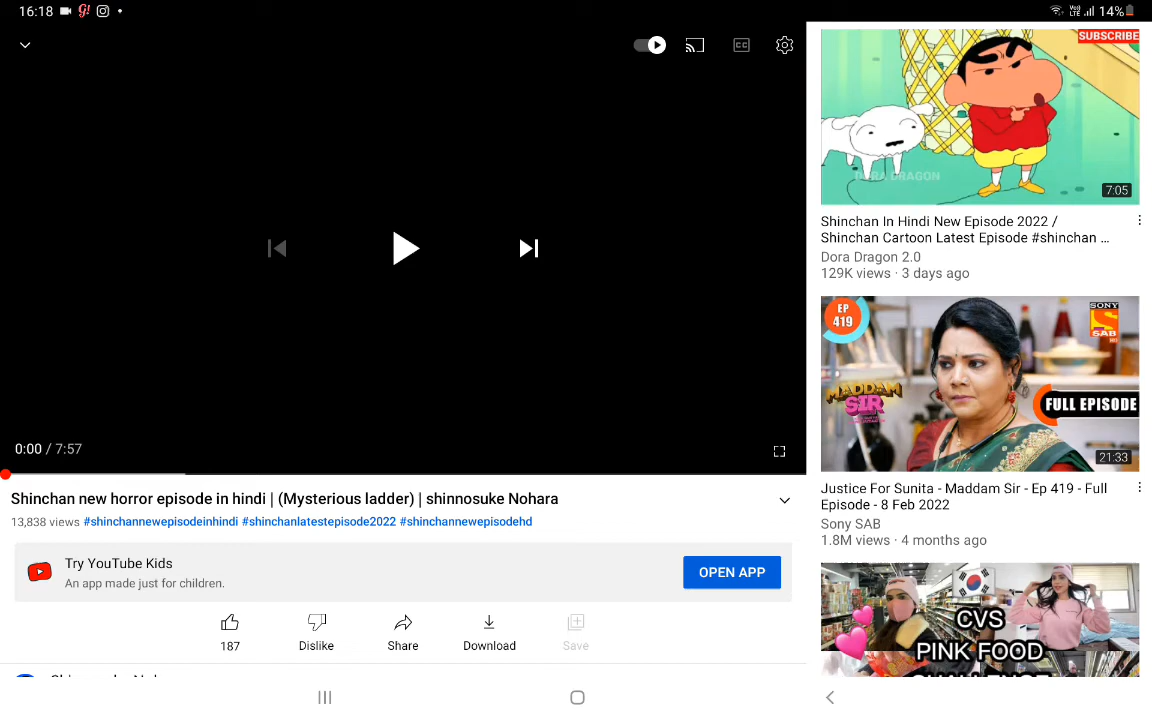 16:18
VoD LTE
14%
SUBSCRIBE
DORA DRAGON
7:05
Shinchan In Hindi New Episode 2022 /
Shinchan Cartoon Latest Episode #shinchan ...
Dora Dragon 2.0
129K views · 3 days ago
EP
419
SONY
SAB
MADDAM
SIR
FULL EPISODE
21:33
Justice For Sunita - Maddam Sir - Ep 419 - Full
Episode - 8 Feb 2022
Sony SAB
1.8M views · 4 months ago
CVS
PINK FOOD
CC
0:00 / 7:57
Shinchan new horror episode in hindi | (Mysterious ladder) | shinnosuke Nohara
13,838 views #shinchannewepisodeinhindi #shinchanlatestepisode2022 #shinchannewepisodehd
Try YouTube Kids
An app made just for children.
OPEN APP
187
Dislike
Share
Download
Save